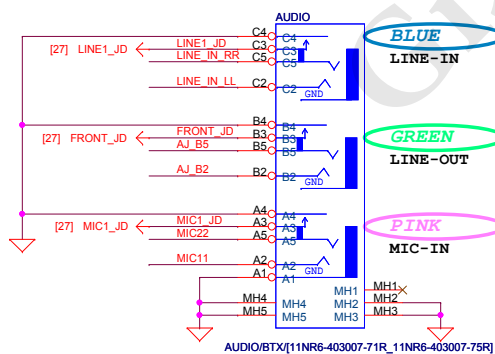 AUDIO
C4 C4 BLUE
[27] LINE1_JD LINE1_JD C3 C3
LINE_IN_RR C5 C5 LINE-IN
LINE_IN_LL C2 C2
GND
B4 B4 GREEN
[27] FRONT_JD FRONT_JD B3 B3
AJ_B5 B5 B5 LINE-OUT
AJ_B2 B2 B2
GND
A4 A4 PINK
[27] MIC1_JD MIC1_JD A3 A3
MIC22 A5 A5 MIC-IN
MIC11 A2 A2
GND
A1 A1
MH1 MH1
MH4 MH4 MH2 MH2
MH5 MH5 MH3 MH3
AUDIO/BTX/[11NR6-403007-71R_11NR6-403007-75R]